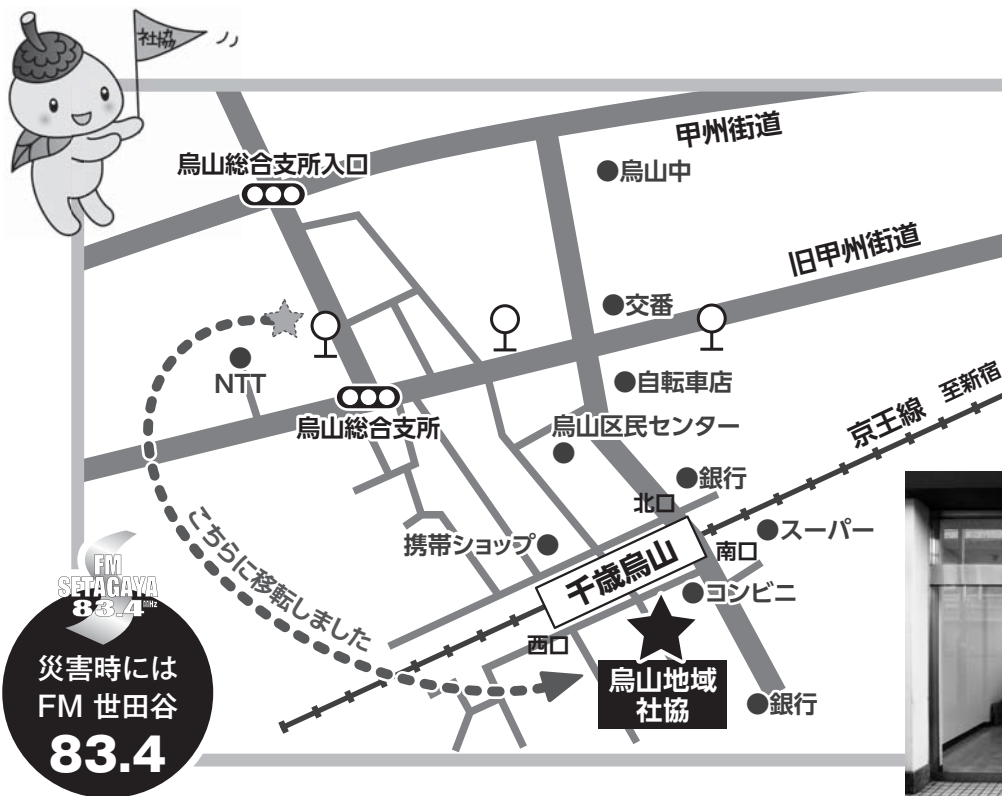 社協
甲州街道
烏山総合支所入口
烏山中
旧甲州街道
交番
NTT
自転車店
烏山総合支所
烏山区民センター
京王線 至新宿
銀行
北口
スーパー
携帯ショップ
南口
千歳烏山
コンビニ
こちらに移転しました
西口
烏山地域
社協
銀行
FM
SETAGAYA
83.4MHz
災害時には
FM 世田谷
83.4